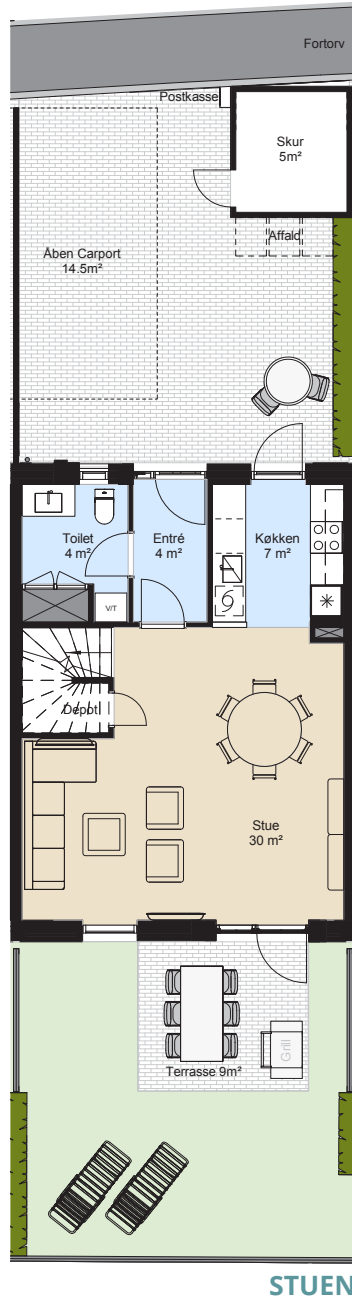 Fortorv
Postkasse
Skur
5m²
Affald
Åben Carport
14.5m²
Toilet
4 m²
Entré
4 m²
Køkken
7 m²
V/T
Depot
Stue
30 m²
Grill
Terrasse 9m²
STUEN